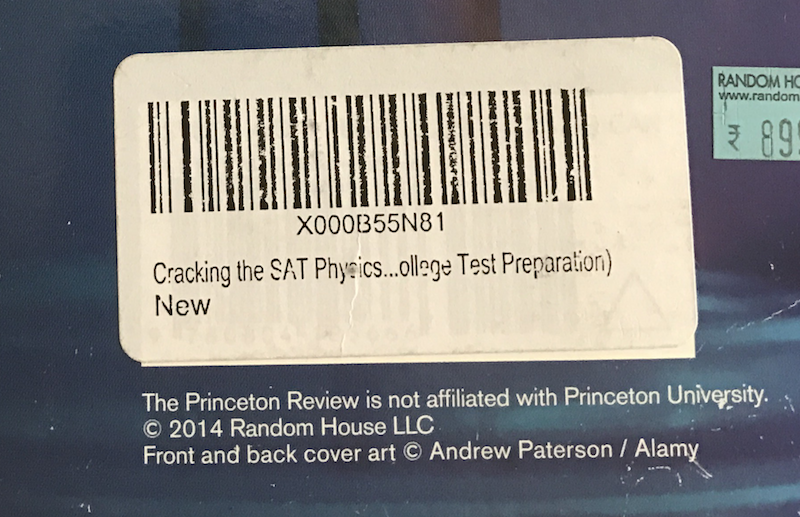 RANDOM HO
www.random
₹ 89
X000B55N81
Cracking the SAT Physics...ollege Test Preparation)
New
The Princeton Review is not affiliated with Princeton University.
© 2014 Random House LLC
Front and back cover art © Andrew Paterson / Alamy